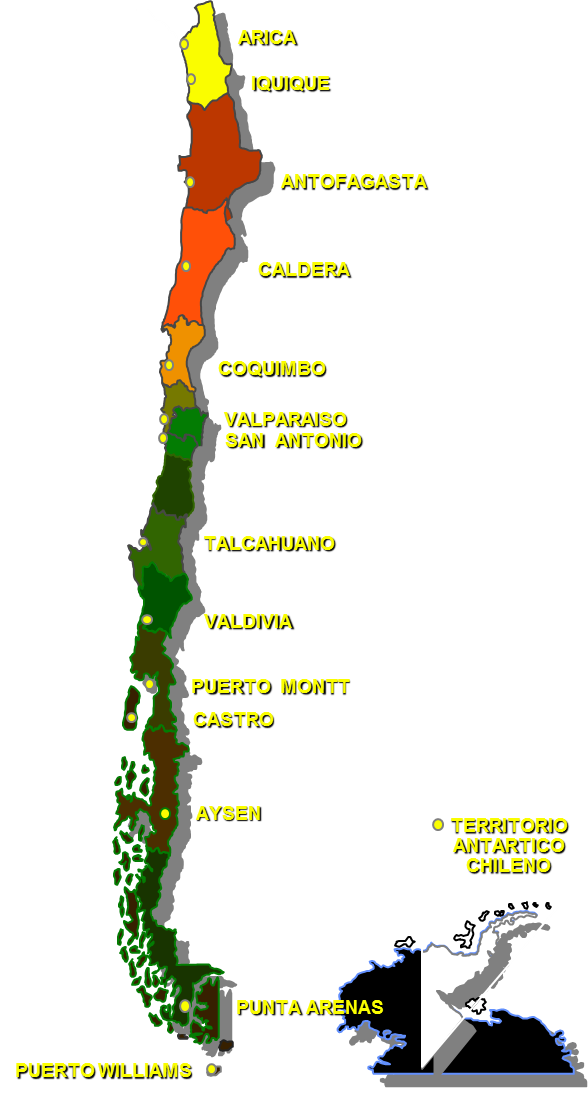 ARICA
IQUIQUE
ANTOFAGASTA
CALDERA
COQUIMBO
VALPARAISO
SAN ANTONIO
TALCAHUANO
VALDIVIA
PUERTO MONTT
CASTRO
AYSEN
TERRITORIO
ANTARTICO
CHILENO
PUNTA ARENAS
PUERTO WILLIAMS